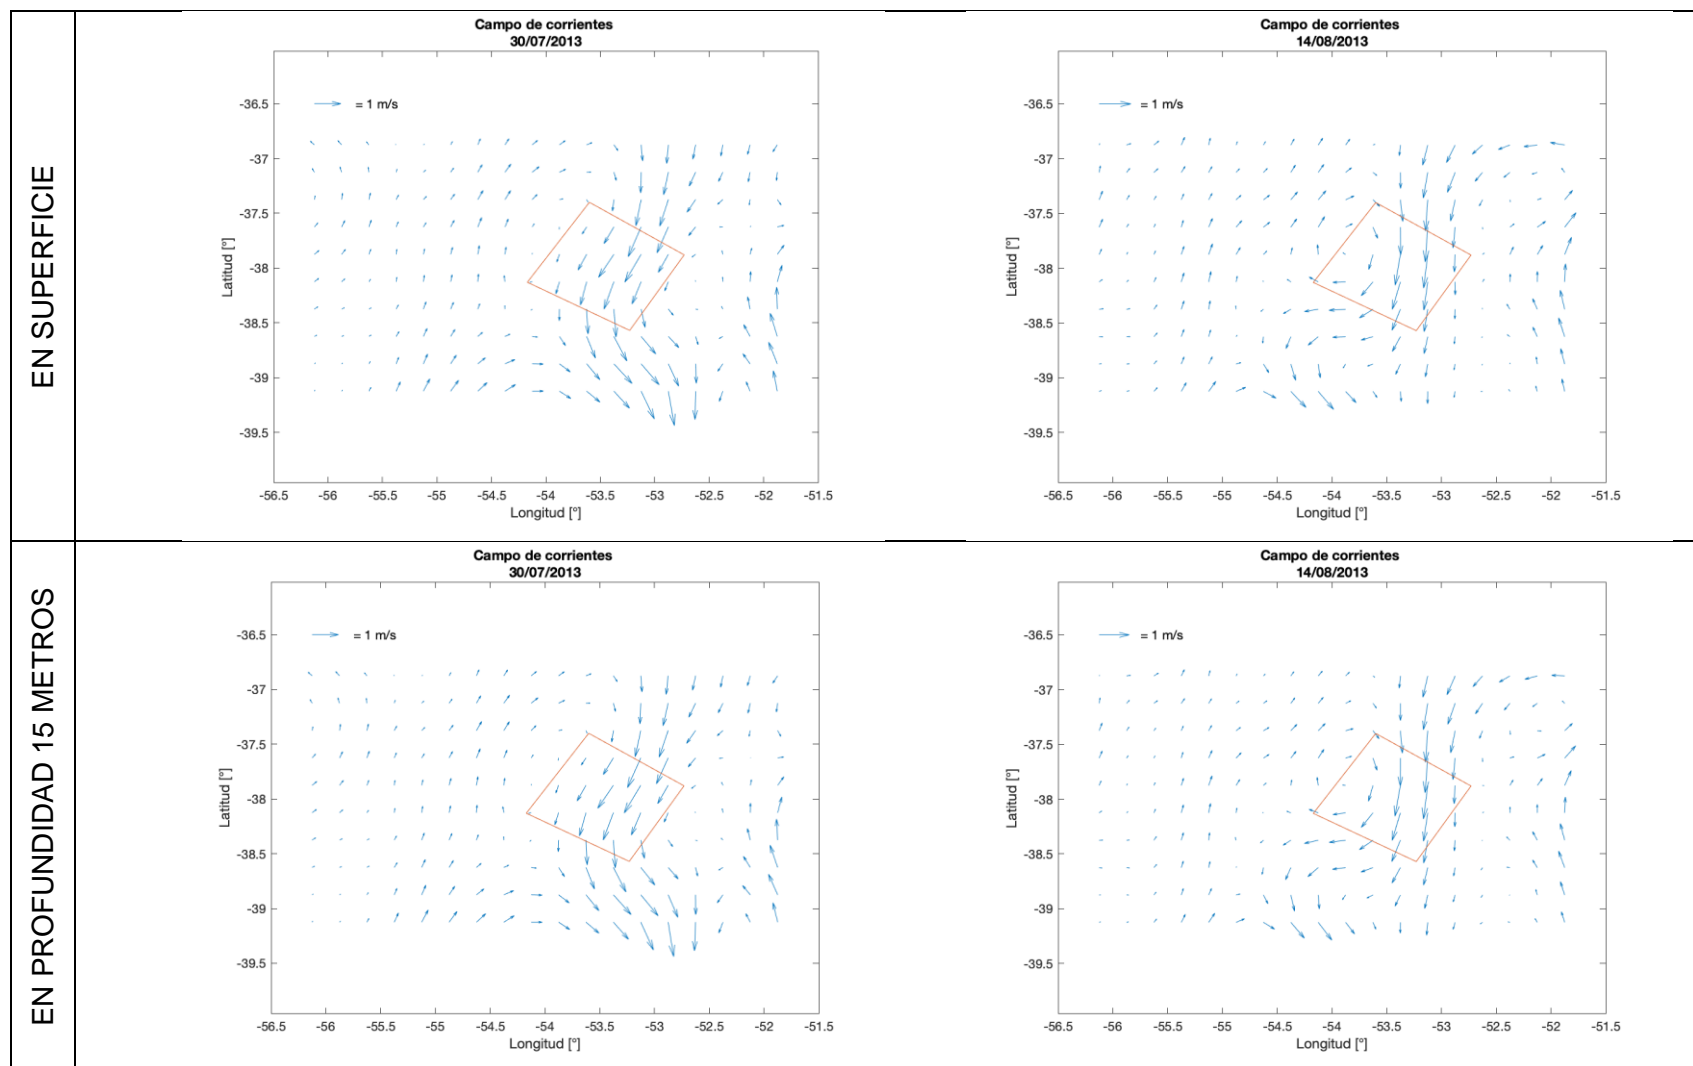 EN SUPERFICIE
Campo de corrientes
30/07/2013
= 1 m/s
-36.5
-37
-37.5
-38
-38.5
-39
-39.5
Latitud [°]
-56.5 -56 -55.5 -55 -54.5 -54 -53.5 -53 -52.5 -52 -51.5
Longitud [°]
Campo de corrientes
14/08/2013
= 1 m/s
-36.5
-37
-37.5
-38
-38.5
-39
-39.5
Latitud [°]
-56.5 -56 -55.5 -55 -54.5 -54 -53.5 -53 -52.5 -52 -51.5
Longitud [°]
EN PROFUNDIDAD 15 METROS
Campo de corrientes
30/07/2013
= 1 m/s
-36.5
-37
-37.5
-38
-38.5
-39
-39.5
Latitud [°]
-56.5 -56 -55.5 -55 -54.5 -54 -53.5 -53 -52.5 -52 -51.5
Longitud [°]
Campo de corrientes
14/08/2013
= 1 m/s
-36.5
-37
-37.5
-38
-38.5
-39
-39.5
Latitud [°]
-56.5 -56 -55.5 -55 -54.5 -54 -53.5 -53 -52.5 -52 -51.5
Longitud [°]